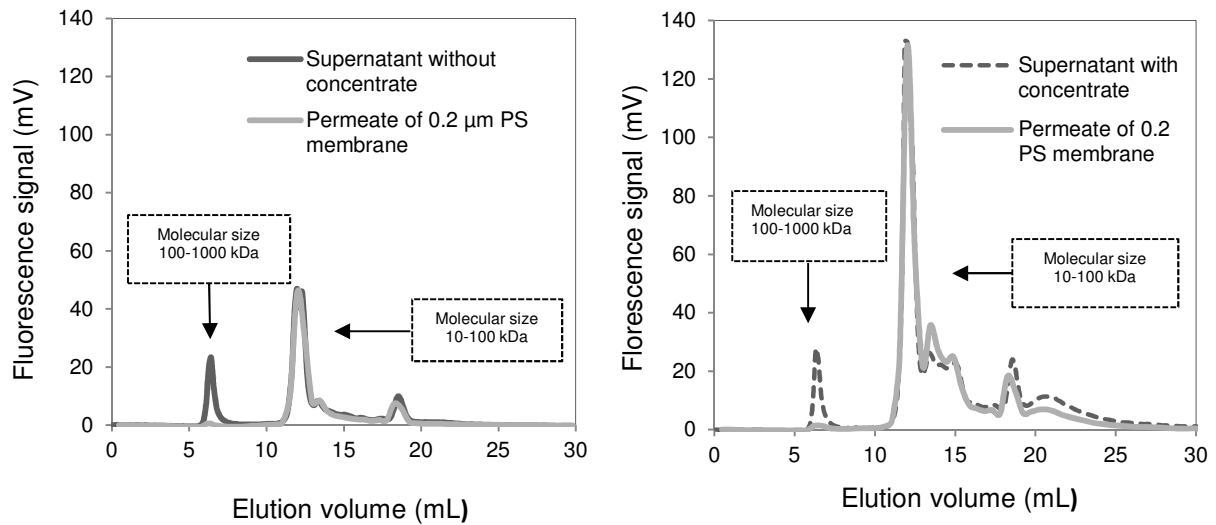 140
120
100
80
60
40
20
0
Fluorescence signal (mV)
Supernatant without
concentrate
Permeate of 0.2 µm PS
membrane
Molecular size
100-1000 kDa
Molecular size
10-100 kDa
0 5 10 15 20 25 30
Elution volume (mL)
140
120
100
80
60
40
20
0
Florescence signal (mV)
Supernatant with
concentrate
Permeate of 0.2
PS membrane
Molecular size
100-1000 kDa
Molecular size
10-100 kDa
0 5 10 15 20 25 30
Elution volume (mL)